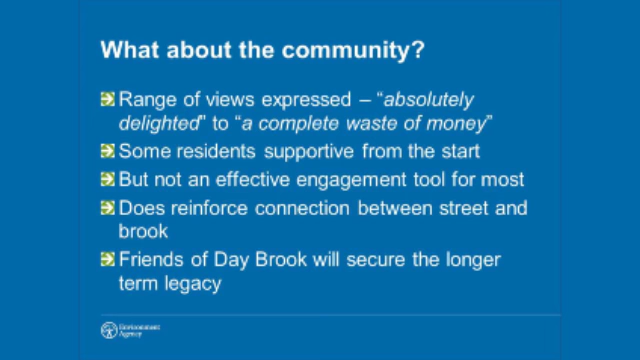 What about the community?
Range of views expressed – “absolutely
delighted” to “a complete waste of money”
Some residents supportive from the start
But not an effective engagement tool for most
Does reinforce connection between street and
brook
Friends of Day Brook will secure the longer
term legacy
Environment
Agency